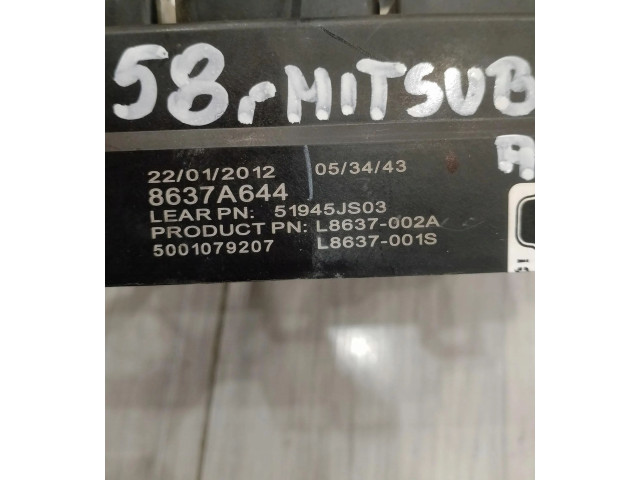 58r MITSUB
A
22/01/2012 05/34/43
8637A644
LEAR PN: 51945JS03
PRODUCT PN: L8637-002A
5001079207 L8637-001S